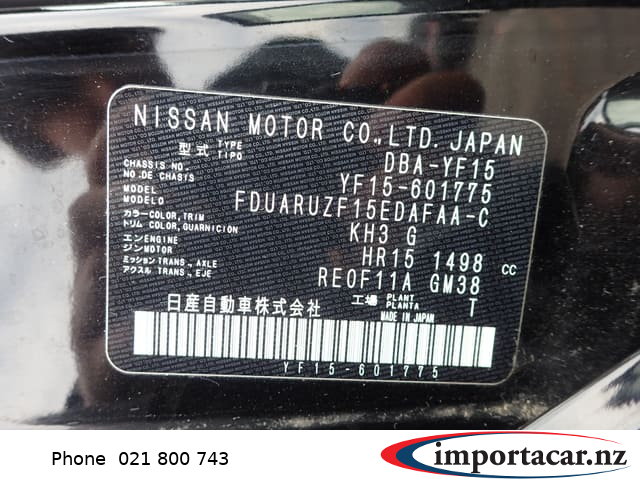 NISSAN MOTOR CO.,LTD. JAPAN
型式 TYPE TIPO DBA-YF15
CHASSIS NO. NO.DE CHASIS YF15-601775
MODEL MODELO FDUARUZF15EDAFAA-C
カラー COLOR,TRIM トリム COLOR,GUARNICIÓN KH3 G
エンジン ENGINE MOTOR HR15 1498 cc
ミッション TRANS.,AXLE アクスル TRANS.,EJE RE0F11A GM38
日産自動車株式会社 工場 PLANT PLANTA T
MADE IN JAPAN
YF15-601775
Phone 021 800 743
importacar.nz